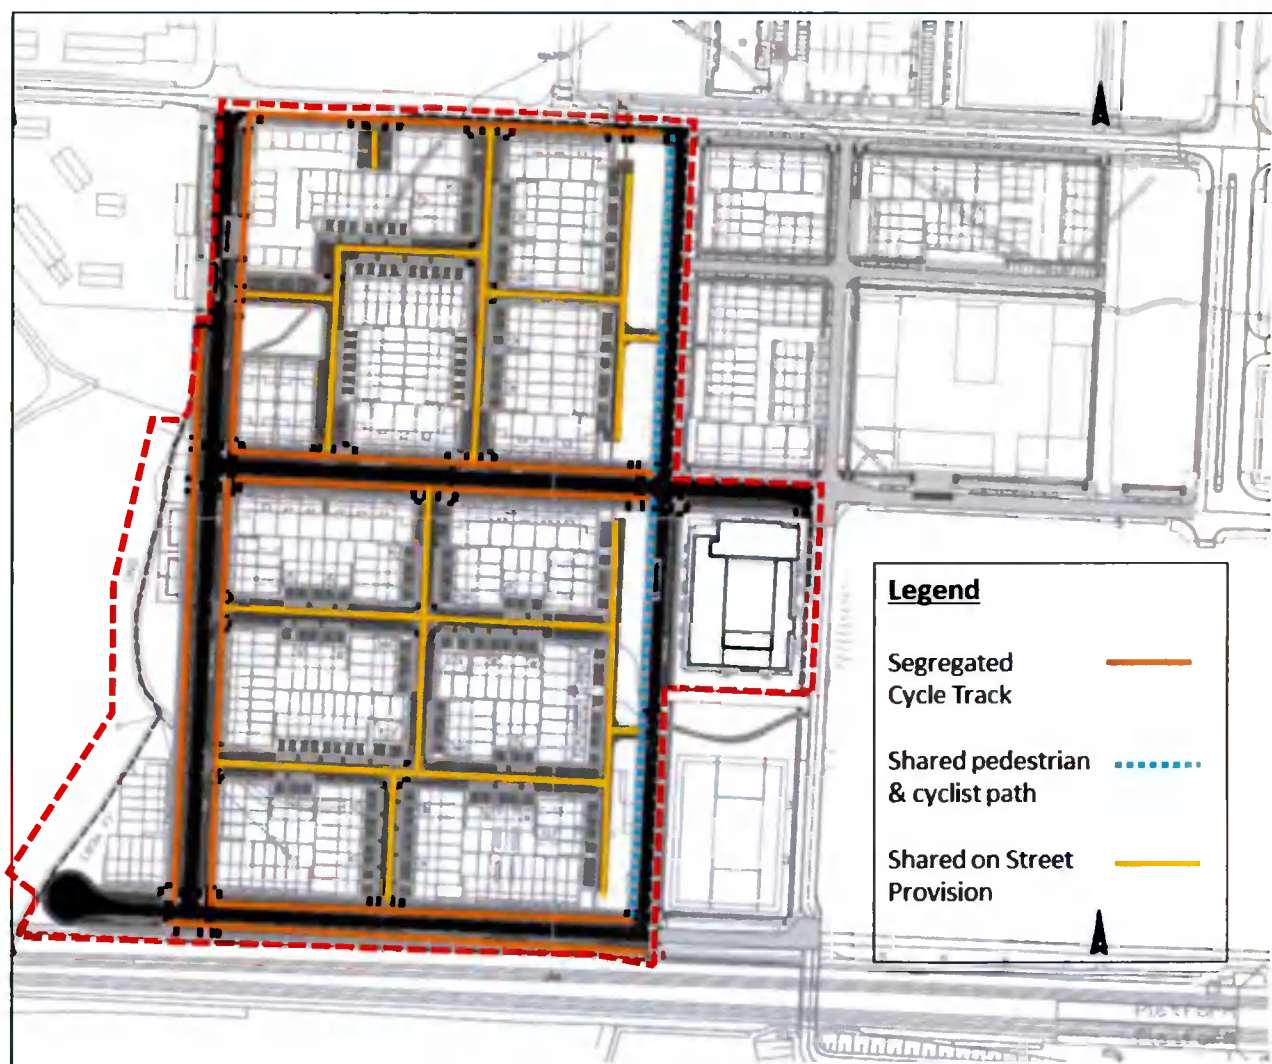 Legend
Segregated
Cycle Track
Shared pedestrian
& cyclist path
Shared on Street
Provision